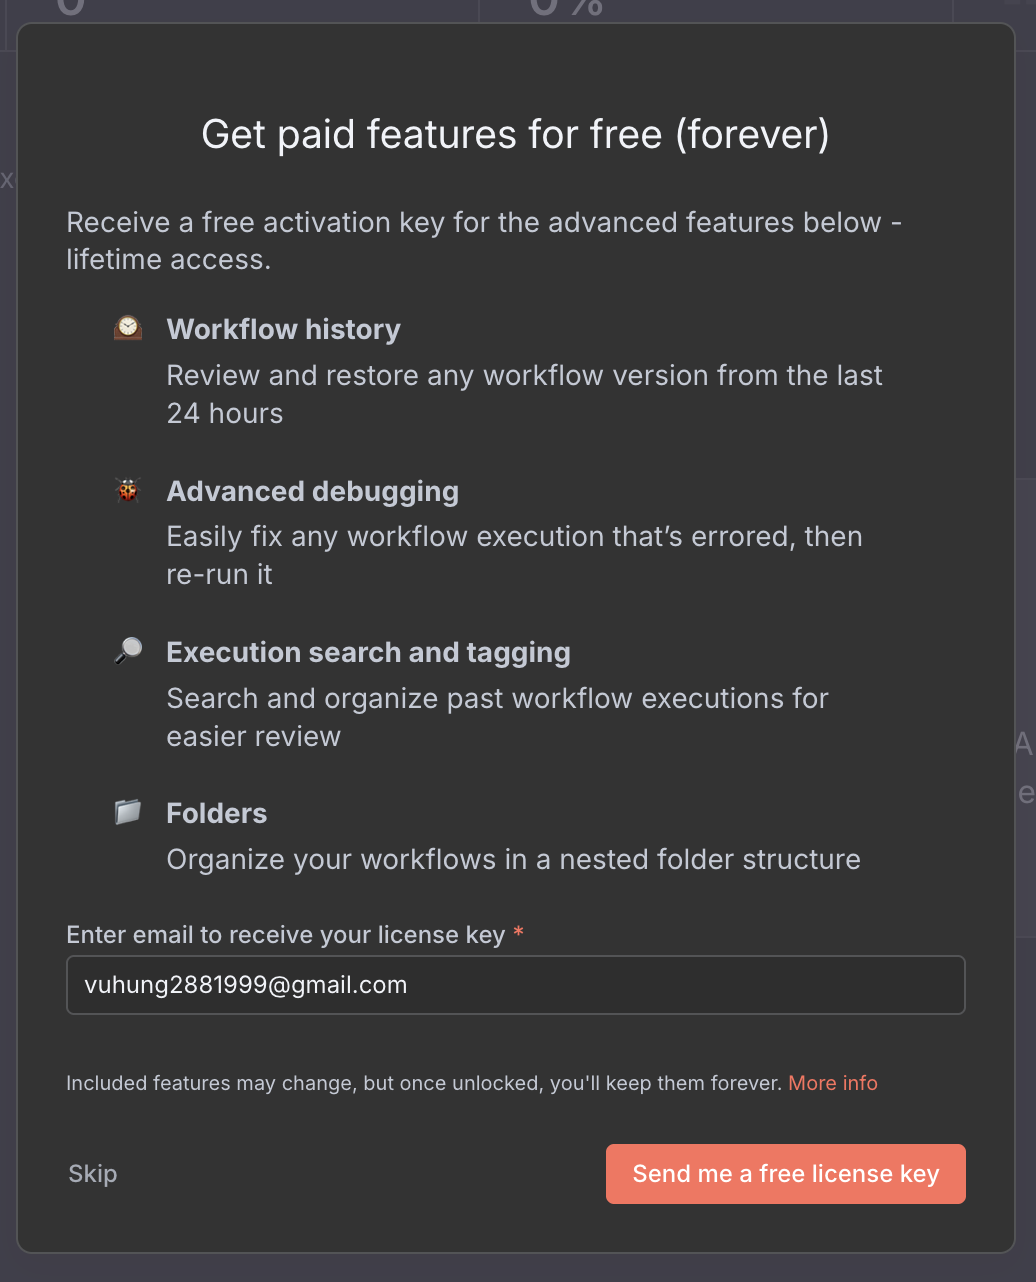 0
0%
Get paid features for free (forever)
Receive a free activation key for the advanced features below -
lifetime access.
Workflow history
Review and restore any workflow version from the last
24 hours
Advanced debugging
Easily fix any workflow execution that’s errored, then
re-run it
Execution search and tagging
Search and organize past workflow executions for
easier review
Folders
Organize your workflows in a nested folder structure
Enter email to receive your license key *
vuhung2881999@gmail.com
Included features may change, but once unlocked, you'll keep them forever. More info
Skip
Send me a free license key